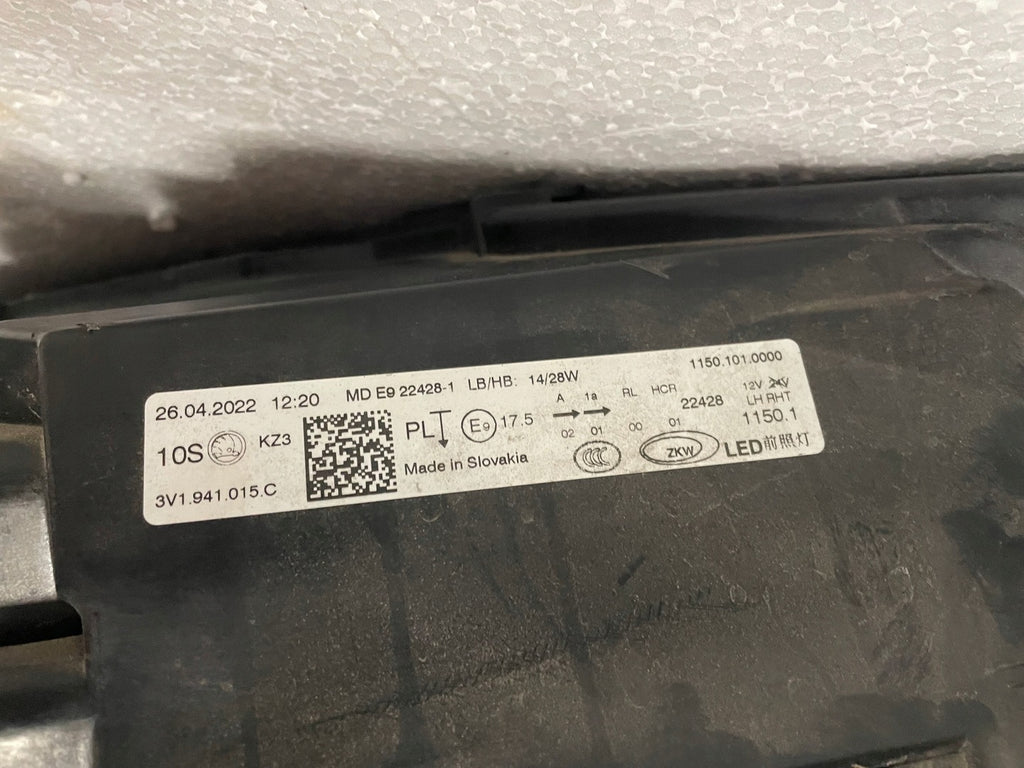 26.04.2022 12:20 MD E9 22428-1 LB/HB: 14/28W 1150.101.0000
10S KZ3 PL E9 17.5 A 1a RL HCR 22428 12V 24V
02 01 00 01 LH RHT
1150.1
3V1.941.015.C Made in Slovakia CCC ZKW LED前照灯